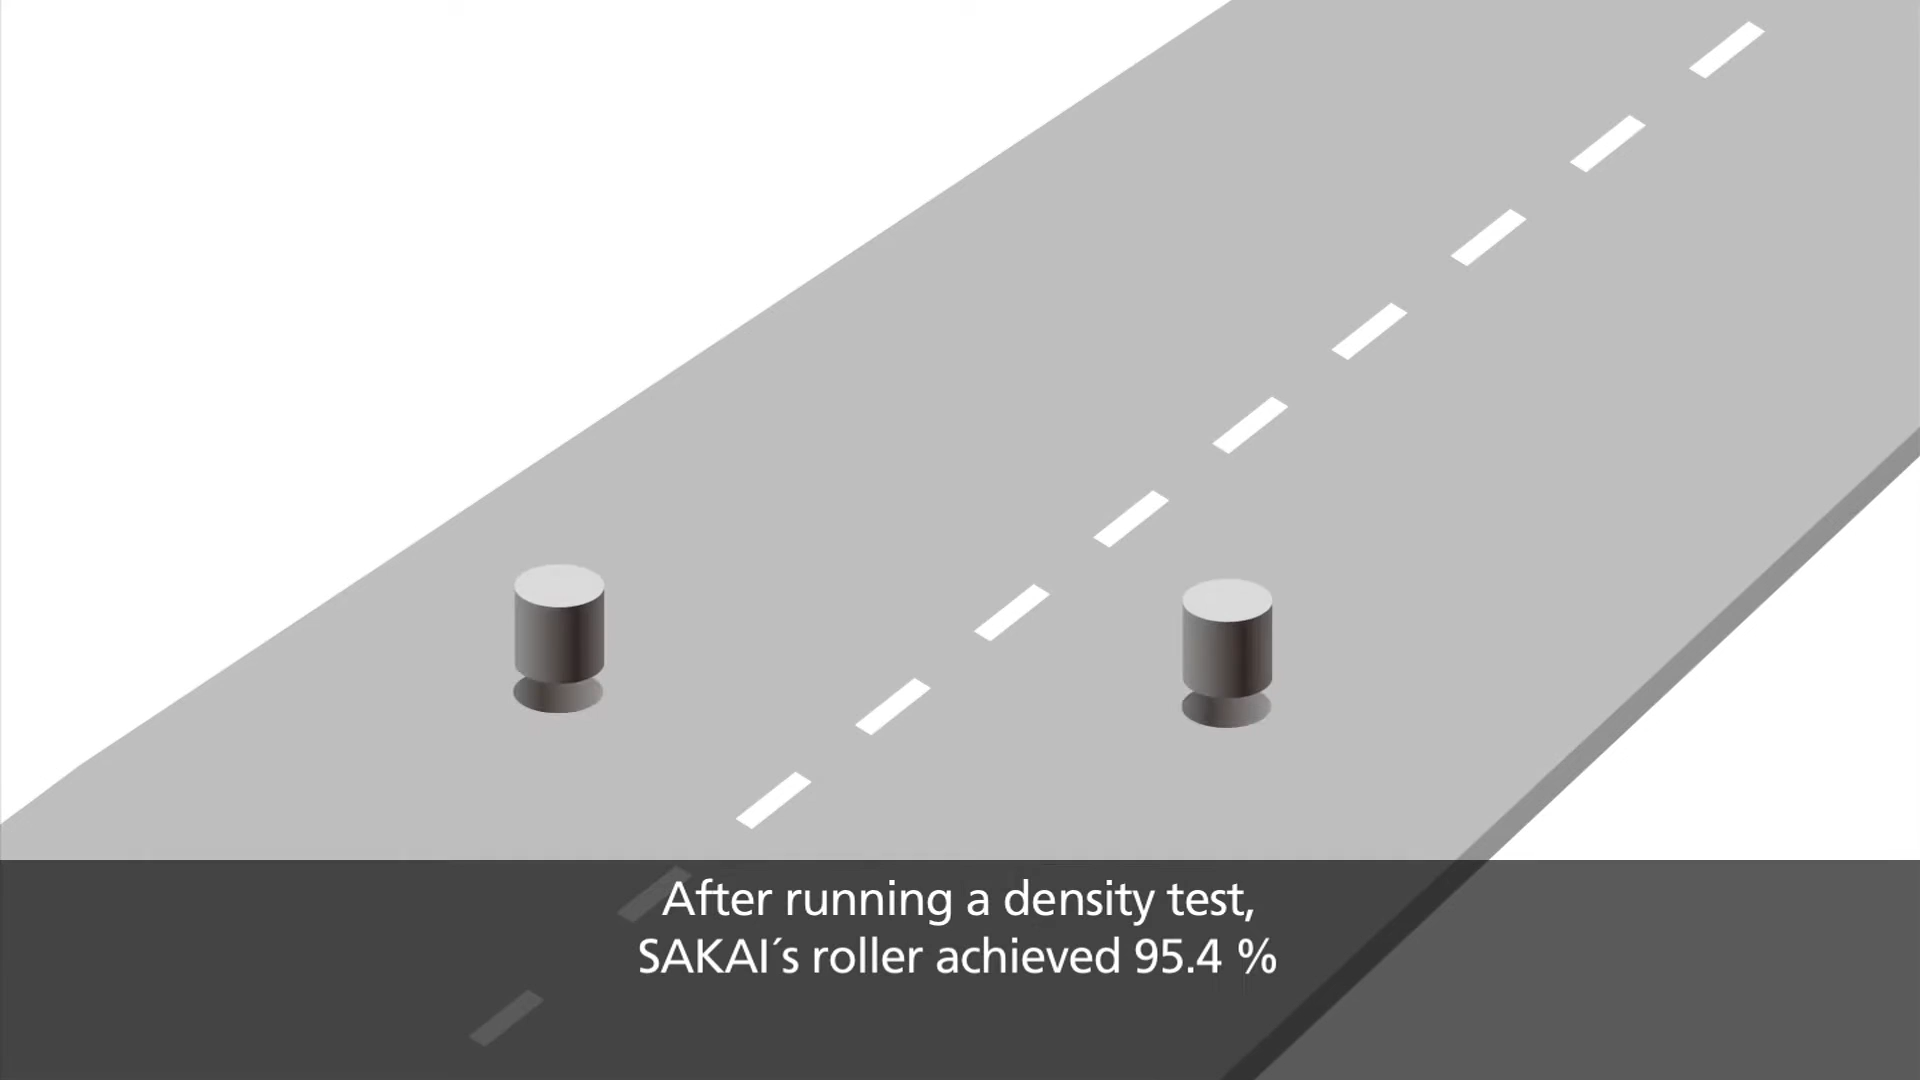 After running a density test,
SAKAI´s roller achieved 95.4 %